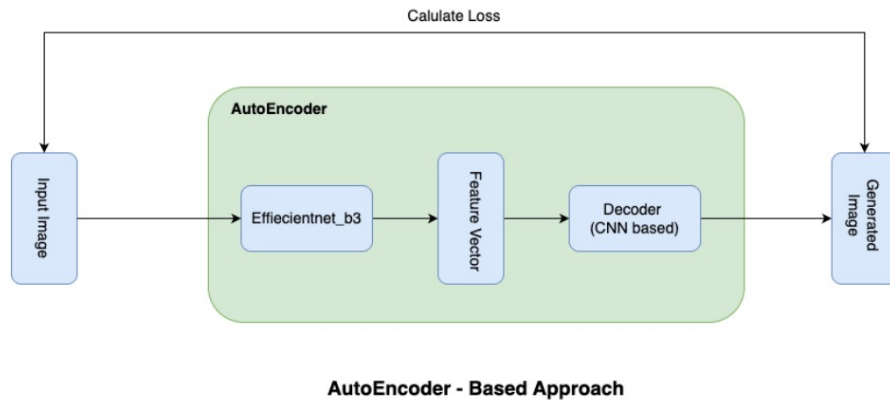 Calulate Loss
AutoEncoder
Input Image
Effiecientnet_b3
Feature Vector
Decoder
(CNN based)
Generated
Image
AutoEncoder - Based Approach